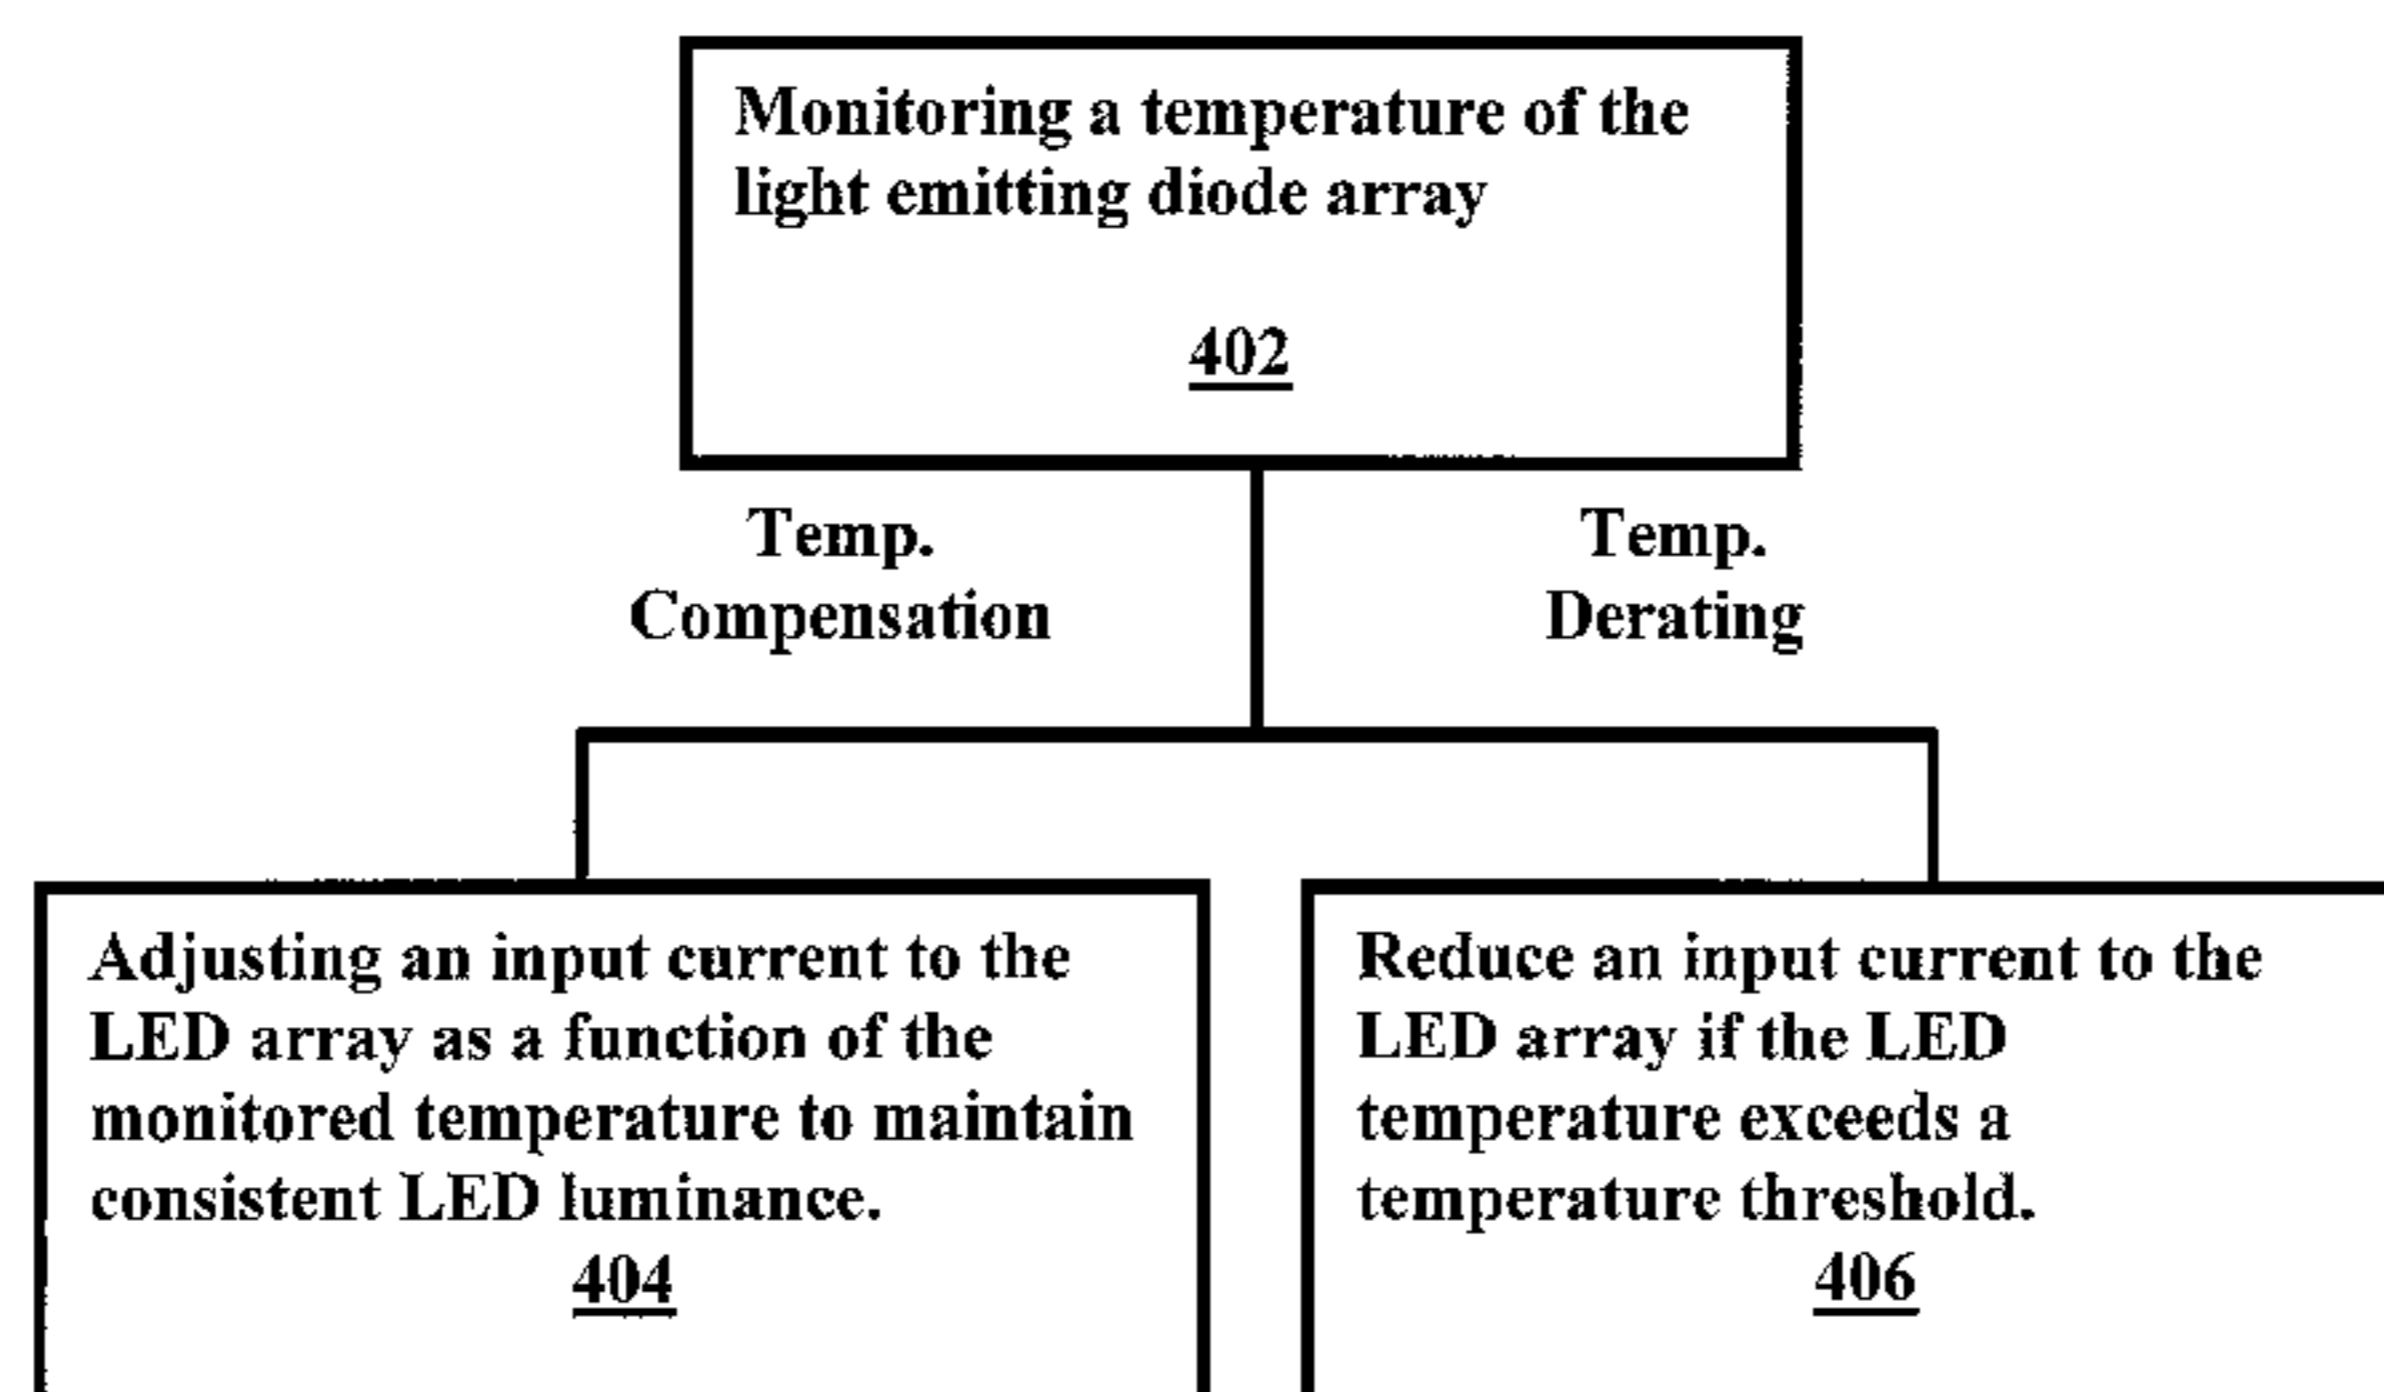 Monitoring a temperature of the
light emitting diode array
402
Temp.
Compensation
Temp.
Derating
Adjusting an input current to the
LED array as a function of the
monitored temperature to maintain
consistent LED luminance.
404
Reduce an input current to the
LED array if the LED
temperature exceeds a
temperature threshold.
406